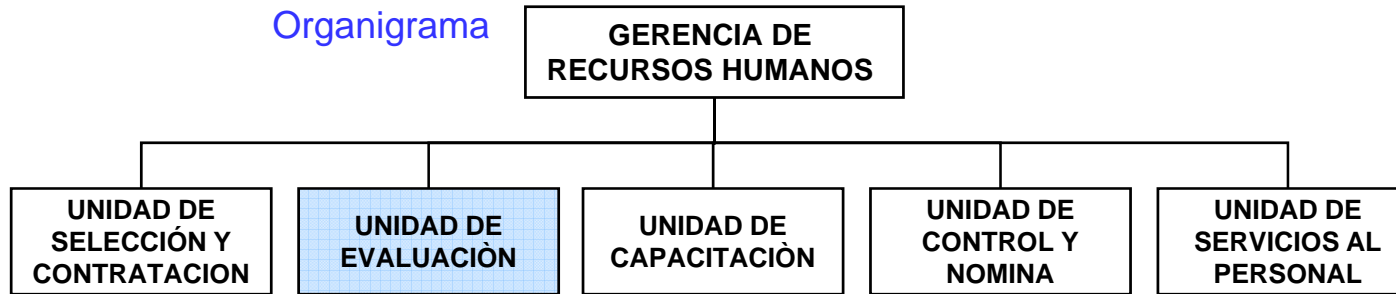 Organigrama
GERENCIA DE
RECURSOS HUMANOS
UNIDAD DE
SELECCIÓN Y
CONTRATACION
UNIDAD DE
EVALUACIÒN
UNIDAD DE
CAPACITACIÒN
UNIDAD DE
CONTROL Y
NOMINA
UNIDAD DE
SERVICIOS AL
PERSONAL